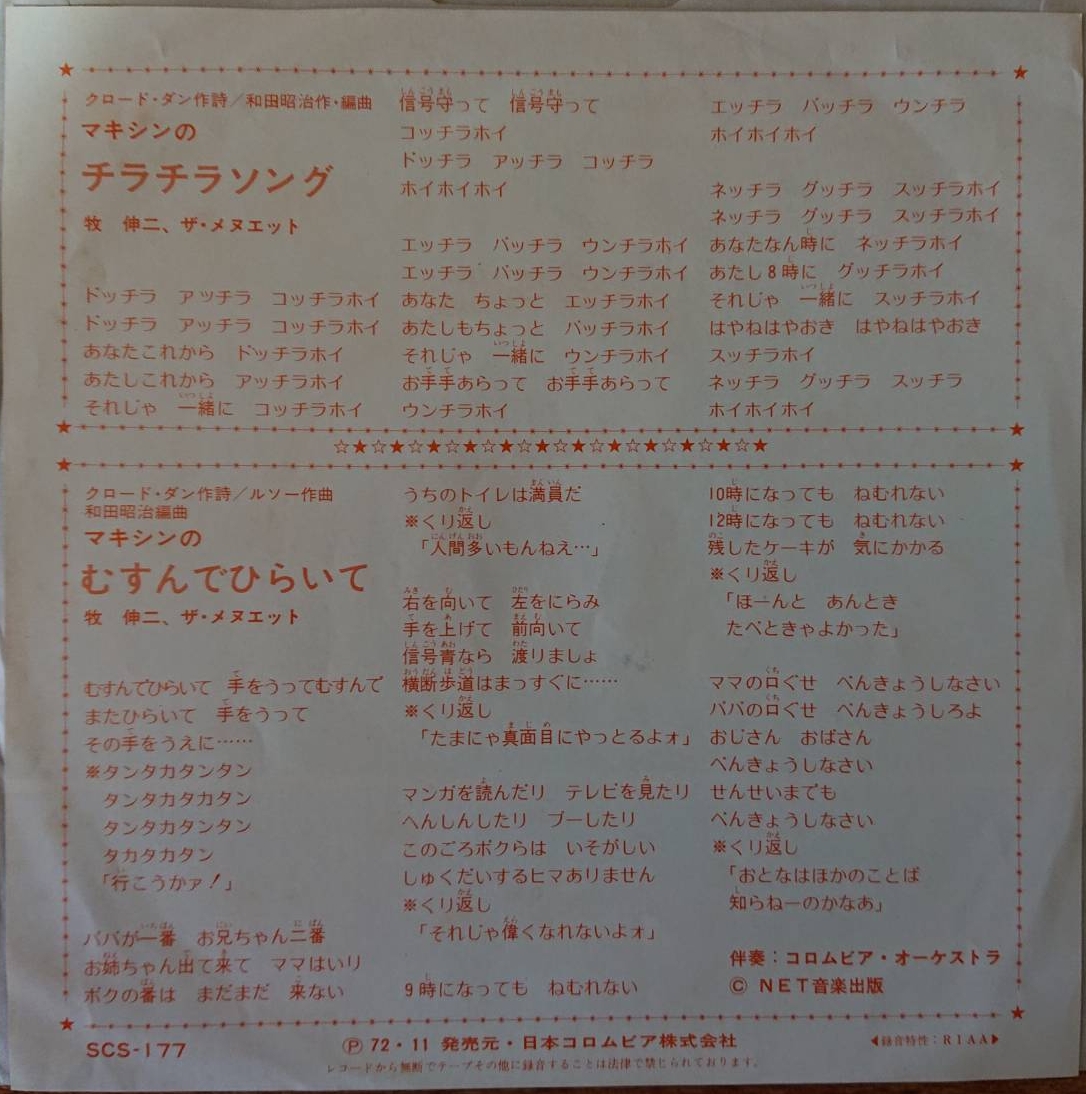 クロード・ダン作詩／和田昭治作・編曲
マキシンの
チラチラソング
牧　伸二、ザ・メヌエット
ドッチラ　アッチラ　コッチラホイ
ドッチラ　アッチラ　コッチラホイ
あなたこれから　ドッチラホイ
あたしこれから　アッチラホイ
それじゃ　一緒に　コッチラホイ
信号守って　信号守って
コッチラホイ
ドッチラ　アッチラ　コッチラ
ホイホイホイ
エッチラ　バッチラ　ウンチラホイ
エッチラ　バッチラ　ウンチラホイ
あなた　ちょっと　エッチラホイ
あたしもちょっと　バッチラホイ
それじゃ　一緒に　ウンチラホイ
お手手あらって　お手手あらって
ウンチラホイ
エッチラ　バッチラ　ウンチラ
ホイホイホイ
ネッチラ　グッチラ　スッチラホイ
ネッチラ　グッチラ　スッチラホイ
あなたなん時に　ネッチラホイ
あたし8時に　グッチラホイ
それじゃ　一緒に　スッチラホイ
はやねはやおき　はやねはやおき
スッチラホイ
ネッチラ　グッチラ　スッチラ
ホイホイホイ
☆★☆★☆★☆★☆★☆★☆★☆★☆★☆★☆★☆★
クロード・ダン作詩／ルソー作曲
和田昭治編曲
マキシンの
むすんでひらいて
牧　伸二、ザ・メヌエット
むすんでひらいて　手をうってむすんで
またひらいて　手をうって
その手をうえに……
※タンタカタンタン
タンタカタカタン
タンタカタンタン
タカタカタン
「行こうかァ！」
パパが一番　お兄ちゃん二番
お姉ちゃん出て来て　ママはいり
ボクの番は　まだまだ　来ない
うちのトイレは満員だ
※くり返し
「人間多いもんねえ…」
右を向いて　左をにらみ
手を上げて　前向いて
信号青なら　渡りましょ
横断歩道はまっすぐに……
※くり返し
「たまにゃ真面目にやっとるよォ」
マンガを読んだり　テレビを見たり
へんしんしたり　ブーしたり
このごろボクらは　いそがしい
しゅくだいするヒマありません
※くり返し
「それじゃ偉くなれないよォ」
9時になっても　ねむれない
10時になっても　ねむれない
12時になっても　ねむれない
残したケーキが　気にかかる
※くり返し
「ほーんと　あんとき
たべときゃよかった」
ママの口ぐせ　べんきょうしなさい
パパの口ぐせ　べんきょうしろよ
おじさん　おばさん
べんきょうしなさい
せんせいまでも
べんきょうしなさい
※くり返し
「おとなはほかのことば
知らねーのかなあ」
伴奏：コロムビア・オーケストラ
© NET音楽出版
SCS-177
Ⓟ 72・11 発売元・日本コロムビア株式会社
◀録音特性：RIAA▶
レコードから無断でテープその他に録音することは法律で禁じられております。